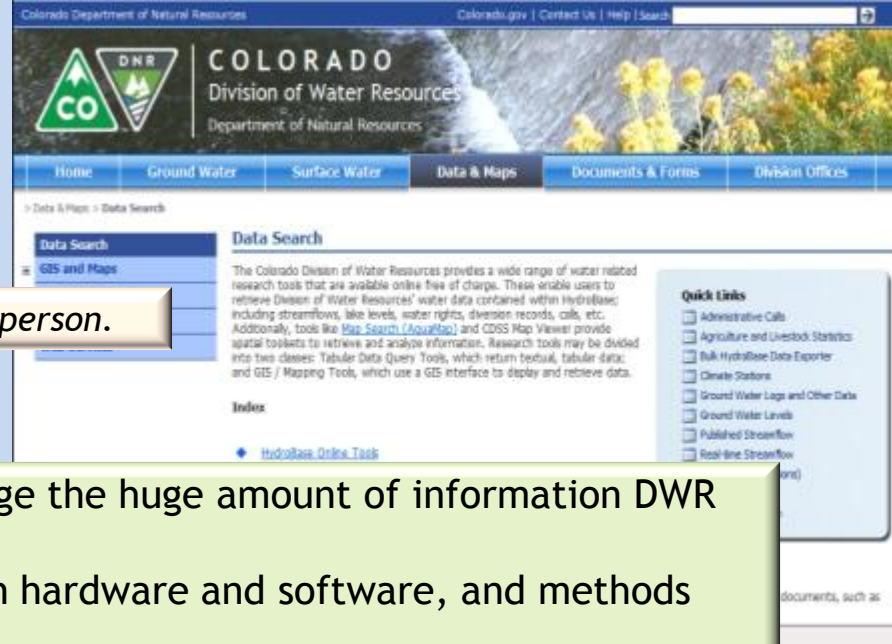 Colorado Department of Natural Resources
Colorado.gov | Contact Us | Help | Search
DNR
CO
COLORADO
Division of Water Resources
Department of Natural Resources
Home
Ground Water
Surface Water
Data & Maps
Documents & Forms
Division Offices
> Data & Maps > Data Search
Data Search
GIS and Maps
person.
Data Search
The Colorado Division of Water Resources provides a wide range of water related
research tools that are available online free of charge. These enable users to
retrieve Division of Water Resources' water data contained within HydroBase;
including streamflows, lake levels, water rights, diversion records, calls, etc.
Additionally, tools like Map Search (AquaMap) and CDSS Map Viewer provide
spatial toolsets to retrieve and analyze information. Research tools may be divided
into two classes: Tabular Data Query Tools, which return textual, tabular data;
and GIS / Mapping Tools, which use a GIS interface to display and retrieve data.
Index
HydroBase Online Tools
Quick Links
Administrative Calls
Agriculture and Livestock Statistics
Bulk HydroBase Data Exporter
Climate Stations
Ground Water Logs and Other Data
Ground Water Levels
Published Streamflow
Real-time Streamflow
ge the huge amount of information DWR
n hardware and software, and methods
documents, such as